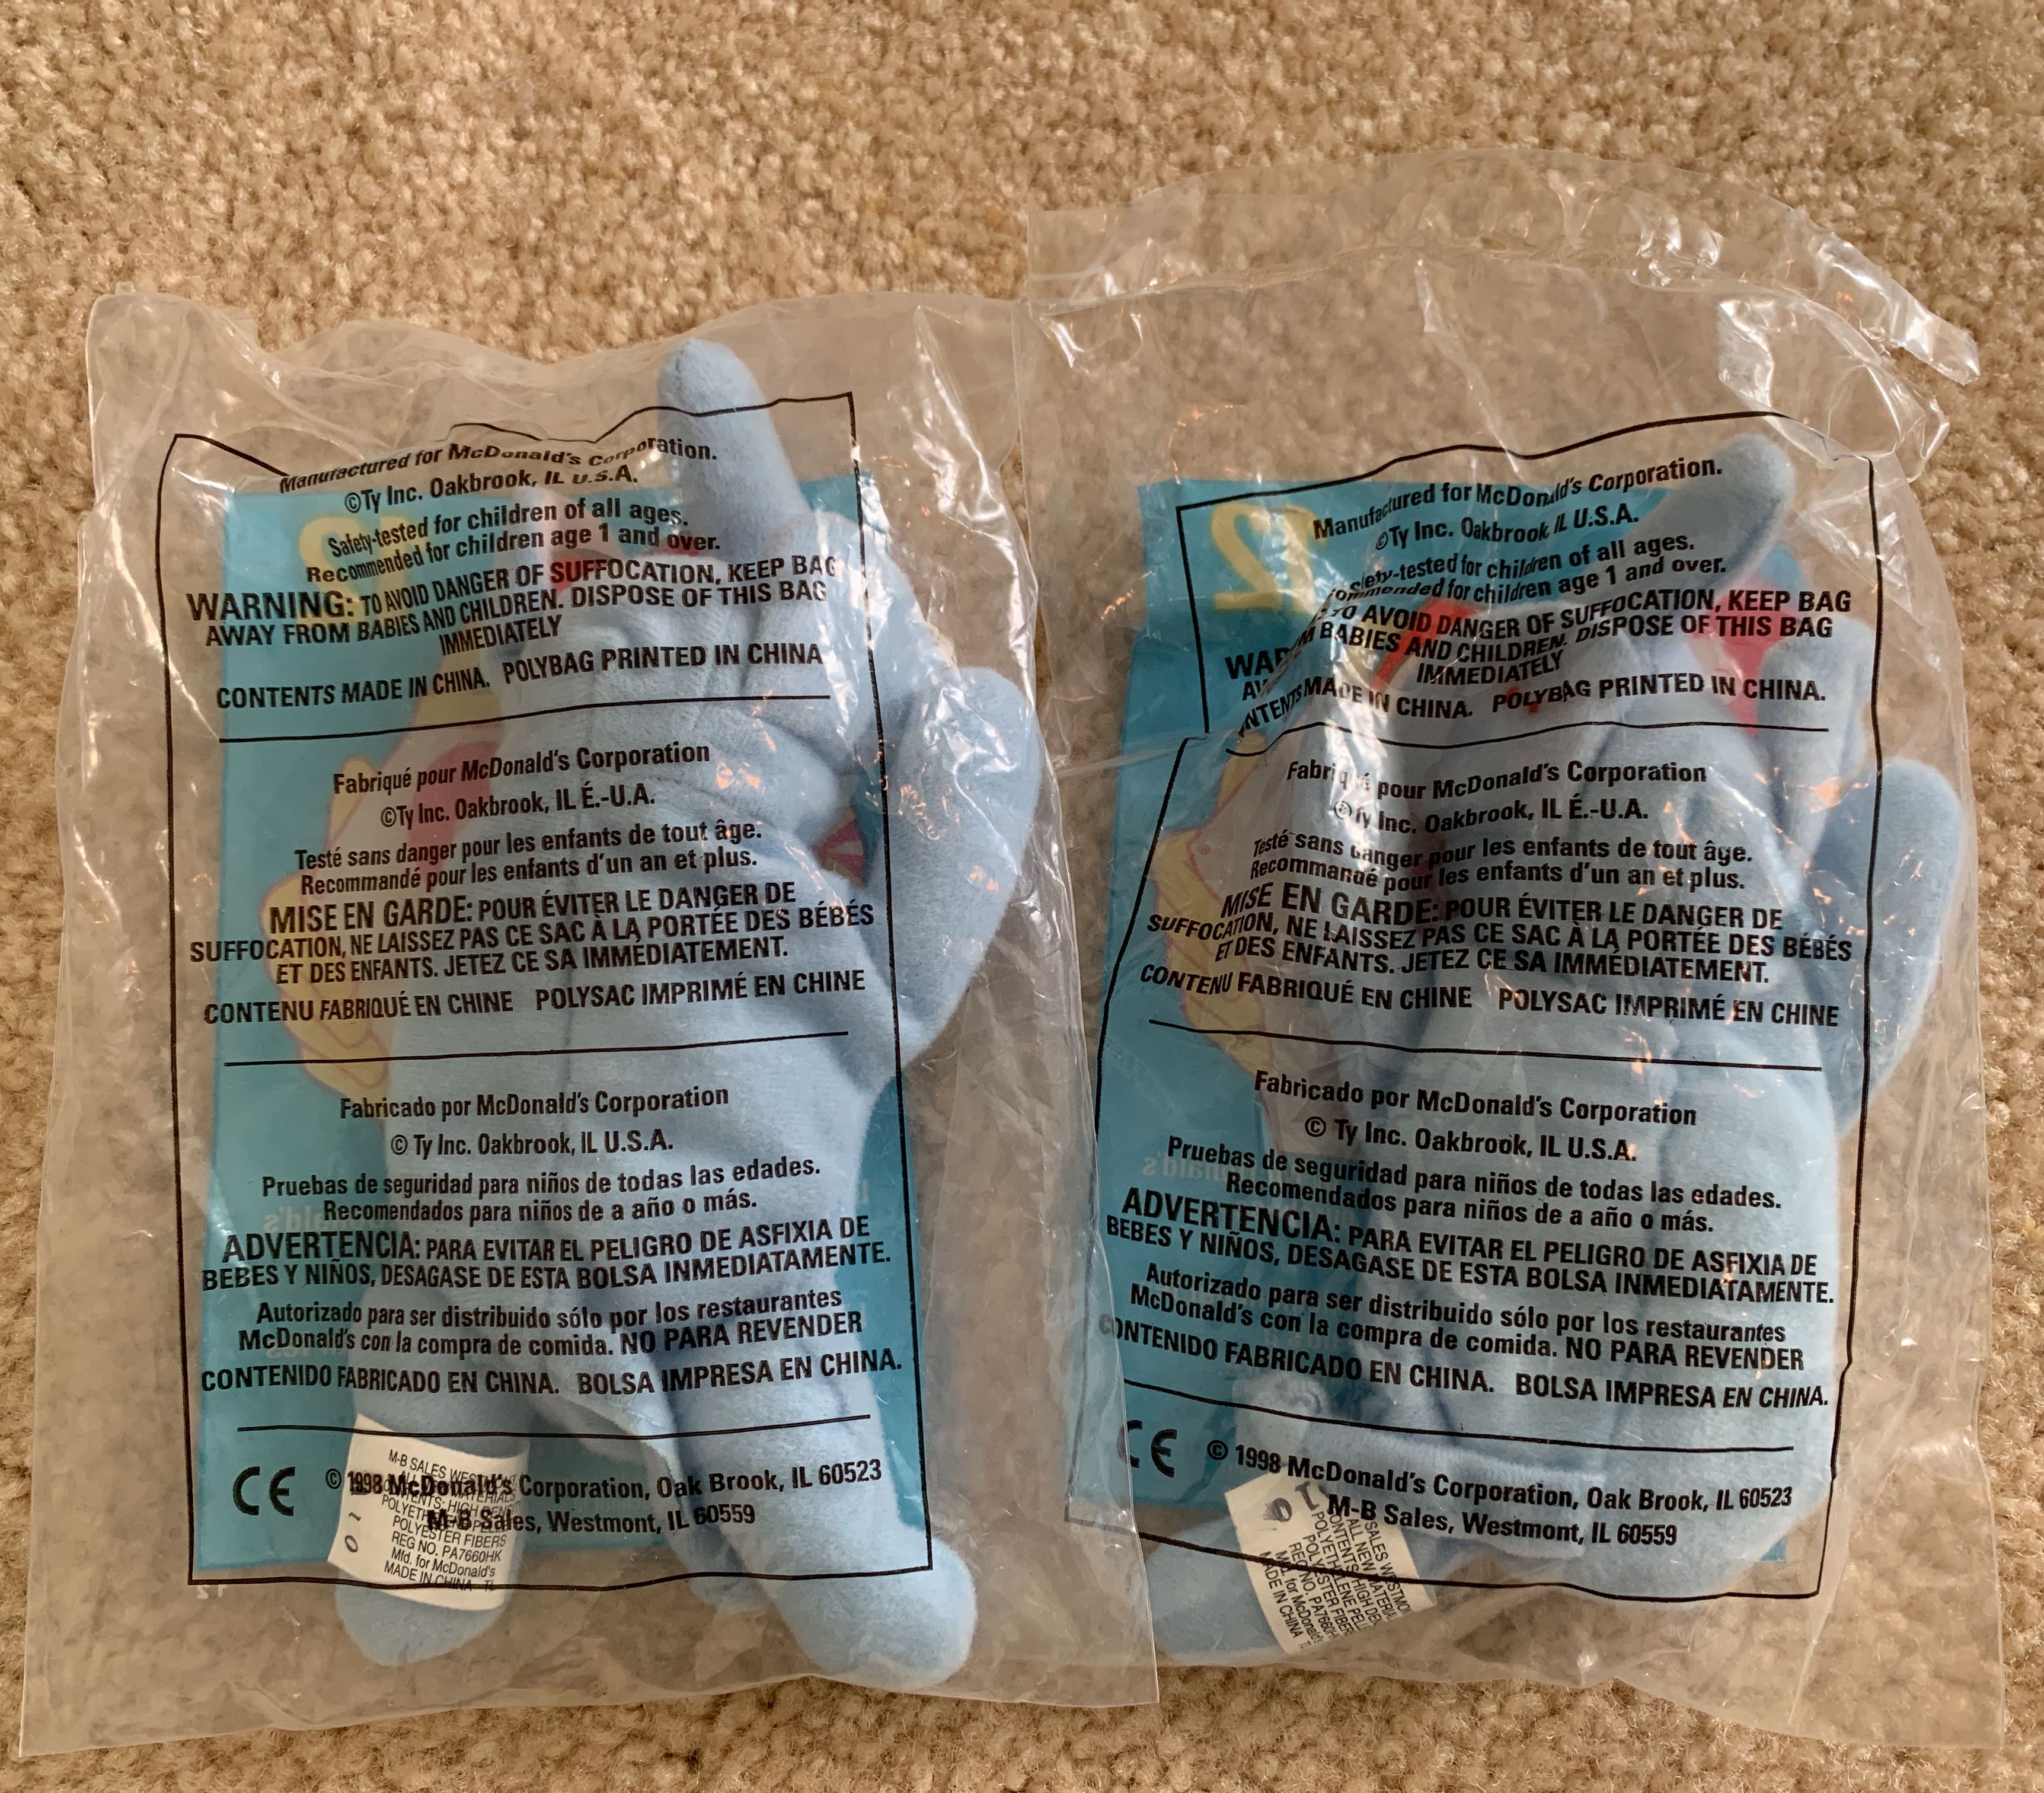 Manufactured for McDonald's Corporation.
©Ty Inc. Oakbrook, IL U.S.A.
Safety-tested for children of all ages.
Recommended for children age 1 and over.
WARNING: TO AVOID DANGER OF SUFFOCATION, KEEP BAG
AWAY FROM BABIES AND CHILDREN. DISPOSE OF THIS BAG
IMMEDIATELY
CONTENTS MADE IN CHINA. POLYBAG PRINTED IN CHINA
Fabriqué pour McDonald's Corporation
©Ty Inc. Oakbrook, IL É.-U.A.
Testé sans danger pour les enfants de tout âge.
Recommandé pour les enfants d'un an et plus.
MISE EN GARDE: POUR ÉVITER LE DANGER DE
SUFFOCATION, NE LAISSEZ PAS CE SAC À LA PORTÉE DES BÉBÉS
ET DES ENFANTS. JETEZ CE SA IMMÉDIATEMENT.
CONTENU FABRIQUÉ EN CHINE POLYSAC IMPRIMÉ EN CHINE
Fabricado por McDonald's Corporation
© Ty Inc. Oakbrook, IL U.S.A.
Pruebas de seguridad para niños de todas las edades.
Recomendados para niños de a año o más.
ADVERTENCIA: PARA EVITAR EL PELIGRO DE ASFIXIA DE
BEBES Y NIÑOS, DESAGASE DE ESTA BOLSA INMEDIATAMENTE.
Autorizado para ser distribuido sólo por los restaurantes
McDonald's con la compra de comida. NO PARA REVENDER
CONTENIDO FABRICADO EN CHINA. BOLSA IMPRESA EN CHINA.
CE © 1998 McDonald's Corporation, Oak Brook, IL 60523
M-B Sales, Westmont, IL 60559
M-B SALES
POLYESTER FIBERS
REG NO. PA7660HK
Mfd. for McDonald's
MADE IN CHINA
12
Manufactured for McDonald's Corporation.
©Ty Inc. Oakbrook, IL U.S.A.
-tested for children of all ages.
for children age 1 and over.
TO AVOID DANGER OF SUFFOCATION, KEEP BAG
BABIES AND CHILDREN. DISPOSE OF THIS BAG
IMMEDIATELY
MADE IN CHINA. POLYBAG PRINTED IN CHINA.
Fabriqué pour McDonald's Corporation
©Ty Inc. Oakbrook, IL É.-U.A.
Testé sans danger pour les enfants de tout âge.
Recommandé pour les enfants d'un an et plus.
MISE EN GARDE: POUR ÉVITER LE DANGER DE
SUFFOCATION, NE LAISSEZ PAS CE SAC À LA PORTÉE DES BÉBÉS
ET DES ENFANTS. JETEZ CE SA IMMÉDIATEMENT.
CONTENU FABRIQUÉ EN CHINE POLYSAC IMPRIMÉ EN CHINE
Fabricado por McDonald's Corporation
© Ty Inc. Oakbrook, IL U.S.A.
Pruebas de seguridad para niños de todas las edades.
Recomendados para niños de a año o más.
ADVERTENCIA: PARA EVITAR EL PELIGRO DE ASFIXIA DE
BEBES Y NIÑOS, DESAGASE DE ESTA BOLSA INMEDIATAMENTE.
Autorizado para ser distribuido sólo por los restaurantes
McDonald's con la compra de comida. NO PARA REVENDER
CONTENIDO FABRICADO EN CHINA. BOLSA IMPRESA EN CHINA.
CE © 1998 McDonald's Corporation, Oak Brook, IL 60523
M-B Sales, Westmont, IL 60559
ALL NEW
Mfd. for McDonald's
MADE IN CHINA